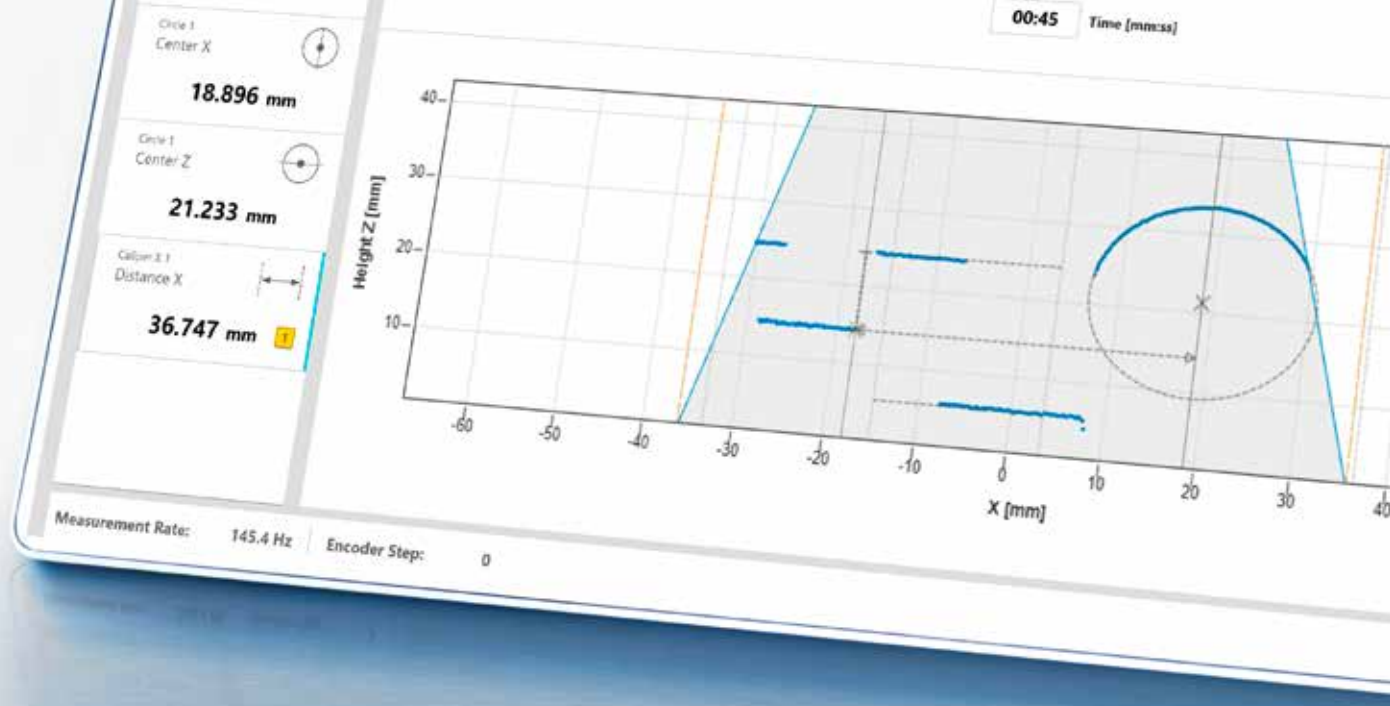 00:45 Time [mm:ss]
Circle 1
Center X
18.896 mm
Circle 1
Center Z
21.233 mm
Caliper X 1
Distance X
36.747 mm
T
Height Z [mm]
40
30
20
10
-60 -50 -40 -30 -20 -10 0 10 20 30 40
X [mm]
Measurement Rate: 145.4 Hz Encoder Step: 0